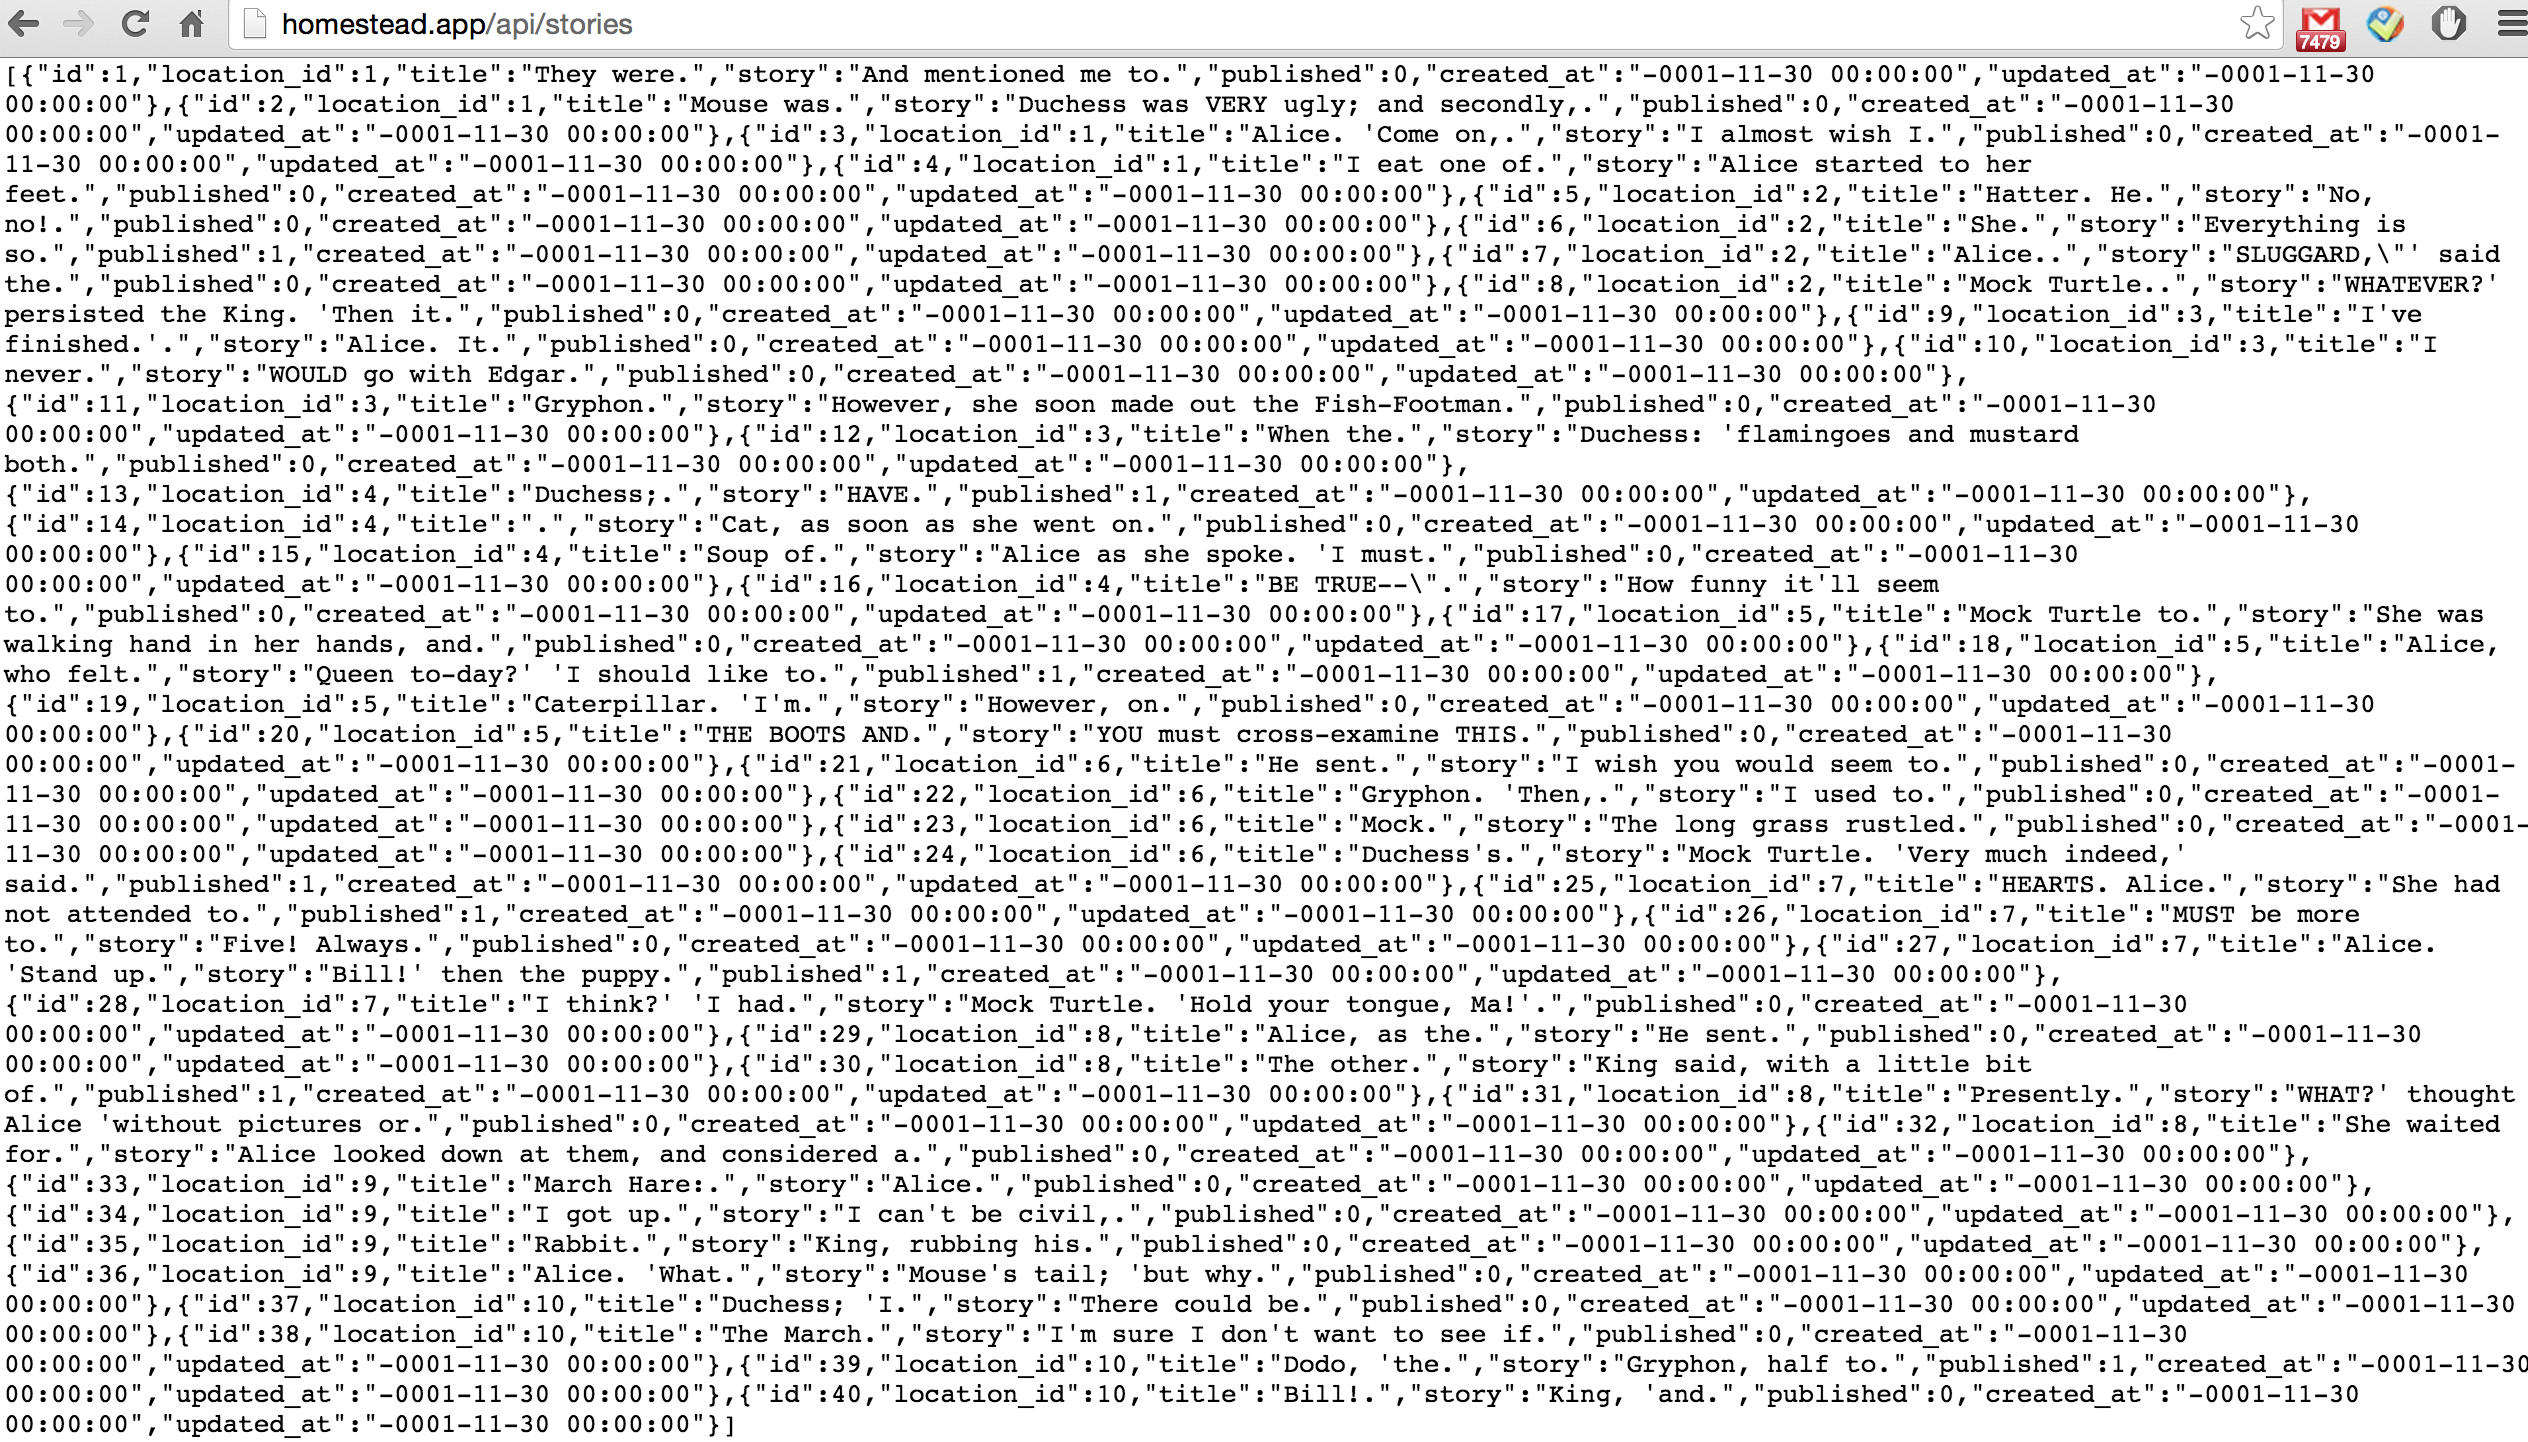 homestead.app/api/stories
7479
[{"id":1,"location_id":1,"title":"They were.","story":"And mentioned me to.","published":0,"created_at":"-0001-11-30 00:00:00","updated_at":"-0001-11-30
00:00:00"},{"id":2,"location_id":1,"title":"Mouse was.","story":"Duchess was VERY ugly; and secondly,.","published":0,"created_at":"-0001-11-30
00:00:00","updated_at":"-0001-11-30 00:00:00"},{"id":3,"location_id":1,"title":"Alice. 'Come on,.","story":"I almost wish I.","published":0,"created_at":"-0001-
11-30 00:00:00","updated_at":"-0001-11-30 00:00:00"},{"id":4,"location_id":1,"title":"I eat one of.","story":"Alice started to her
feet.","published":0,"created_at":"-0001-11-30 00:00:00","updated_at":"-0001-11-30 00:00:00"},{"id":5,"location_id":2,"title":"Hatter. He.","story":"No,
no!.","published":0,"created_at":"-0001-11-30 00:00:00","updated_at":"-0001-11-30 00:00:00"},{"id":6,"location_id":2,"title":"She.","story":"Everything is
so.","published":1,"created_at":"-0001-11-30 00:00:00","updated_at":"-0001-11-30 00:00:00"},{"id":7,"location_id":2,"title":"Alice..","story":"SLUGGARD,\"' said
the.","published":0,"created_at":"-0001-11-30 00:00:00","updated_at":"-0001-11-30 00:00:00"},{"id":8,"location_id":2,"title":"Mock Turtle..","story":"WHATEVER?'
persisted the King. 'Then it.","published":0,"created_at":"-0001-11-30 00:00:00","updated_at":"-0001-11-30 00:00:00"},{"id":9,"location_id":3,"title":"I've
finished.'.","story":"Alice. It.","published":0,"created_at":"-0001-11-30 00:00:00","updated_at":"-0001-11-30 00:00:00"},{"id":10,"location_id":3,"title":"I
never.","story":"WOULD go with Edgar.","published":0,"created_at":"-0001-11-30 00:00:00","updated_at":"-0001-11-30 00:00:00"},
{"id":11,"location_id":3,"title":"Gryphon.","story":"However, she soon made out the Fish-Footman.","published":0,"created_at":"-0001-11-30
00:00:00","updated_at":"-0001-11-30 00:00:00"},{"id":12,"location_id":3,"title":"When the.","story":"Duchess: 'flamingoes and mustard
both.","published":0,"created_at":"-0001-11-30 00:00:00","updated_at":"-0001-11-30 00:00:00"},
{"id":13,"location_id":4,"title":"Duchess;.","story":"HAVE.","published":1,"created_at":"-0001-11-30 00:00:00","updated_at":"-0001-11-30 00:00:00"},
{"id":14,"location_id":4,"title":".","story":"Cat, as soon as she went on.","published":0,"created_at":"-0001-11-30 00:00:00","updated_at":"-0001-11-30
00:00:00"},{"id":15,"location_id":4,"title":"Soup of.","story":"Alice as she spoke. 'I must.","published":0,"created_at":"-0001-11-30
00:00:00","updated_at":"-0001-11-30 00:00:00"},{"id":16,"location_id":4,"title":"BE TRUE--\".","story":"How funny it'll seem
to.","published":0,"created_at":"-0001-11-30 00:00:00","updated_at":"-0001-11-30 00:00:00"},{"id":17,"location_id":5,"title":"Mock Turtle to.","story":"She was
walking hand in her hands, and.","published":0,"created_at":"-0001-11-30 00:00:00","updated_at":"-0001-11-30 00:00:00"},{"id":18,"location_id":5,"title":"Alice,
who felt.","story":"Queen to-day?' 'I should like to.","published":1,"created_at":"-0001-11-30 00:00:00","updated_at":"-0001-11-30 00:00:00"},
{"id":19,"location_id":5,"title":"Caterpillar. 'I'm.","story":"However, on.","published":0,"created_at":"-0001-11-30 00:00:00","updated_at":"-0001-11-30
00:00:00"},{"id":20,"location_id":5,"title":"THE BOOTS AND.","story":"YOU must cross-examine THIS.","published":0,"created_at":"-0001-11-30
00:00:00","updated_at":"-0001-11-30 00:00:00"},{"id":21,"location_id":6,"title":"He sent.","story":"I wish you would seem to.","published":0,"created_at":"-0001-
11-30 00:00:00","updated_at":"-0001-11-30 00:00:00"},{"id":22,"location_id":6,"title":"Gryphon. 'Then,.","story":"I used to.","published":0,"created_at":"-0001-
11-30 00:00:00","updated_at":"-0001-11-30 00:00:00"},{"id":23,"location_id":6,"title":"Mock.","story":"The long grass rustled.","published":0,"created_at":"-0001-
11-30 00:00:00","updated_at":"-0001-11-30 00:00:00"},{"id":24,"location_id":6,"title":"Duchess's.","story":"Mock Turtle. 'Very much indeed,'
said.","published":1,"created_at":"-0001-11-30 00:00:00","updated_at":"-0001-11-30 00:00:00"},{"id":25,"location_id":7,"title":"HEARTS. Alice.","story":"She had
not attended to.","published":1,"created_at":"-0001-11-30 00:00:00","updated_at":"-0001-11-30 00:00:00"},{"id":26,"location_id":7,"title":"MUST be more
to.","story":"Five! Always.","published":0,"created_at":"-0001-11-30 00:00:00","updated_at":"-0001-11-30 00:00:00"},{"id":27,"location_id":7,"title":"Alice.
'Stand up.","story":"Bill!' then the puppy.","published":1,"created_at":"-0001-11-30 00:00:00","updated_at":"-0001-11-30 00:00:00"},
{"id":28,"location_id":7,"title":"I think?' 'I had.","story":"Mock Turtle. 'Hold your tongue, Ma!'.","published":0,"created_at":"-0001-11-30
00:00:00","updated_at":"-0001-11-30 00:00:00"},{"id":29,"location_id":8,"title":"Alice, as the.","story":"He sent.","published":0,"created_at":"-0001-11-30
00:00:00","updated_at":"-0001-11-30 00:00:00"},{"id":30,"location_id":8,"title":"The other.","story":"King said, with a little bit
of.","published":1,"created_at":"-0001-11-30 00:00:00","updated_at":"-0001-11-30 00:00:00"},{"id":31,"location_id":8,"title":"Presently.","story":"WHAT?' thought
Alice 'without pictures or.","published":0,"created_at":"-0001-11-30 00:00:00","updated_at":"-0001-11-30 00:00:00"},{"id":32,"location_id":8,"title":"She waited
for.","story":"Alice looked down at them, and considered a.","published":0,"created_at":"-0001-11-30 00:00:00","updated_at":"-0001-11-30 00:00:00"},
{"id":33,"location_id":9,"title":"March Hare:.","story":"Alice.","published":0,"created_at":"-0001-11-30 00:00:00","updated_at":"-0001-11-30 00:00:00"},
{"id":34,"location_id":9,"title":"I got up.","story":"I can't be civil,.","published":0,"created_at":"-0001-11-30 00:00:00","updated_at":"-0001-11-30 00:00:00"},
{"id":35,"location_id":9,"title":"Rabbit.","story":"King, rubbing his.","published":0,"created_at":"-0001-11-30 00:00:00","updated_at":"-0001-11-30 00:00:00"},
{"id":36,"location_id":9,"title":"Alice. 'What.","story":"Mouse's tail; 'but why.","published":0,"created_at":"-0001-11-30 00:00:00","updated_at":"-0001-11-30
00:00:00"},{"id":37,"location_id":10,"title":"Duchess; 'I.","story":"There could be.","published":0,"created_at":"-0001-11-30 00:00:00","updated_at":"-0001-11-30
00:00:00"},{"id":38,"location_id":10,"title":"The March.","story":"I'm sure I don't want to see if.","published":0,"created_at":"-0001-11-30
00:00:00","updated_at":"-0001-11-30 00:00:00"},{"id":39,"location_id":10,"title":"Dodo, 'the.","story":"Gryphon, half to.","published":1,"created_at":"-0001-11-30
00:00:00","updated_at":"-0001-11-30 00:00:00"},{"id":40,"location_id":10,"title":"Bill!.","story":"King, 'and.","published":0,"created_at":"-0001-11-30
00:00:00","updated_at":"-0001-11-30 00:00:00"}]